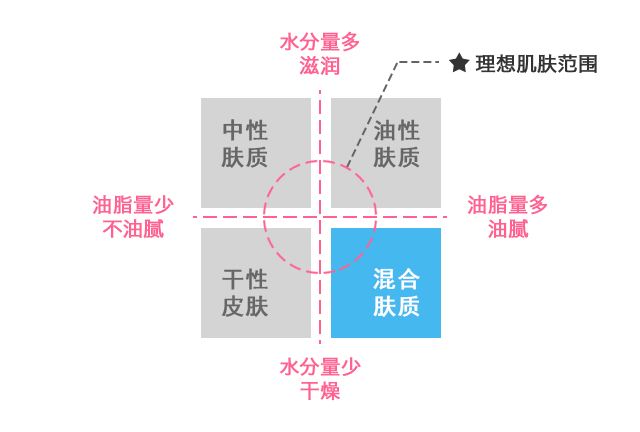 水分量多
滋润
★ 理想肌肤范围
中性
肤质
油性
肤质
油脂量少
不油腻
油脂量多
油腻
干性
皮肤
混合
肤质
水分量少
干燥